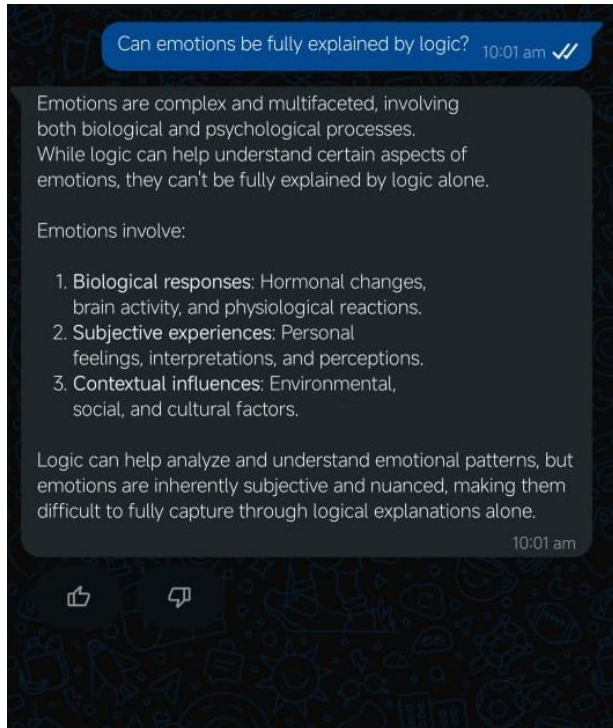 Can emotions be fully explained by logic? 10:01 am
Emotions are complex and multifaceted, involving
both biological and psychological processes.
While logic can help understand certain aspects of
emotions, they can't be fully explained by logic alone.
Emotions involve:
1. Biological responses: Hormonal changes,
brain activity, and physiological reactions.
2. Subjective experiences: Personal
feelings, interpretations, and perceptions.
3. Contextual influences: Environmental,
social, and cultural factors.
Logic can help analyze and understand emotional patterns, but
emotions are inherently subjective and nuanced, making them
difficult to fully capture through logical explanations alone.
10:01 am